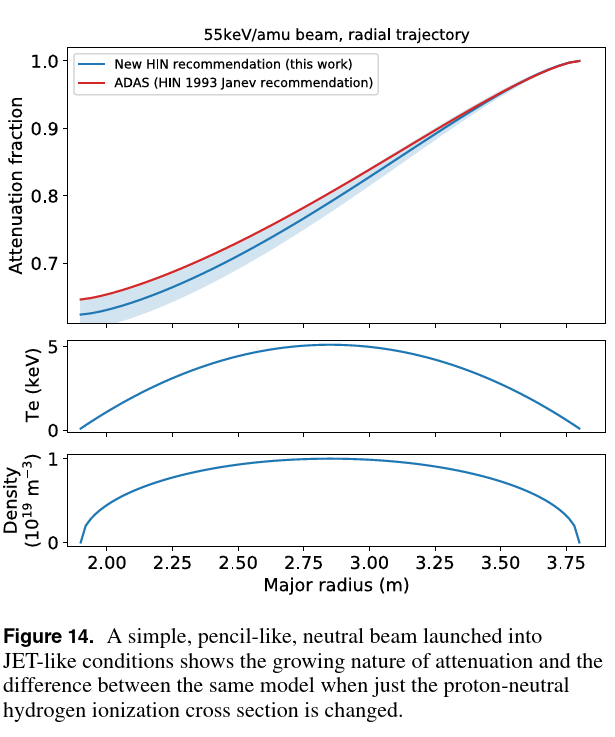 55keV/amu beam, radial trajectory
New HIN recommendation (this work)
ADAS (HIN 1993 Janev recommendation)
Attenuation fraction
1.0
0.9
0.8
0.7
Te (keV)
5
0
Density
(10¹⁹ m⁻³)
1
0
2.00 2.25 2.50 2.75 3.00 3.25 3.50 3.75
Major radius (m)
Figure 14. A simple, pencil-like, neutral beam launched into
JET-like conditions shows the growing nature of attenuation and the
difference between the same model when just the proton-neutral
hydrogen ionization cross section is changed.